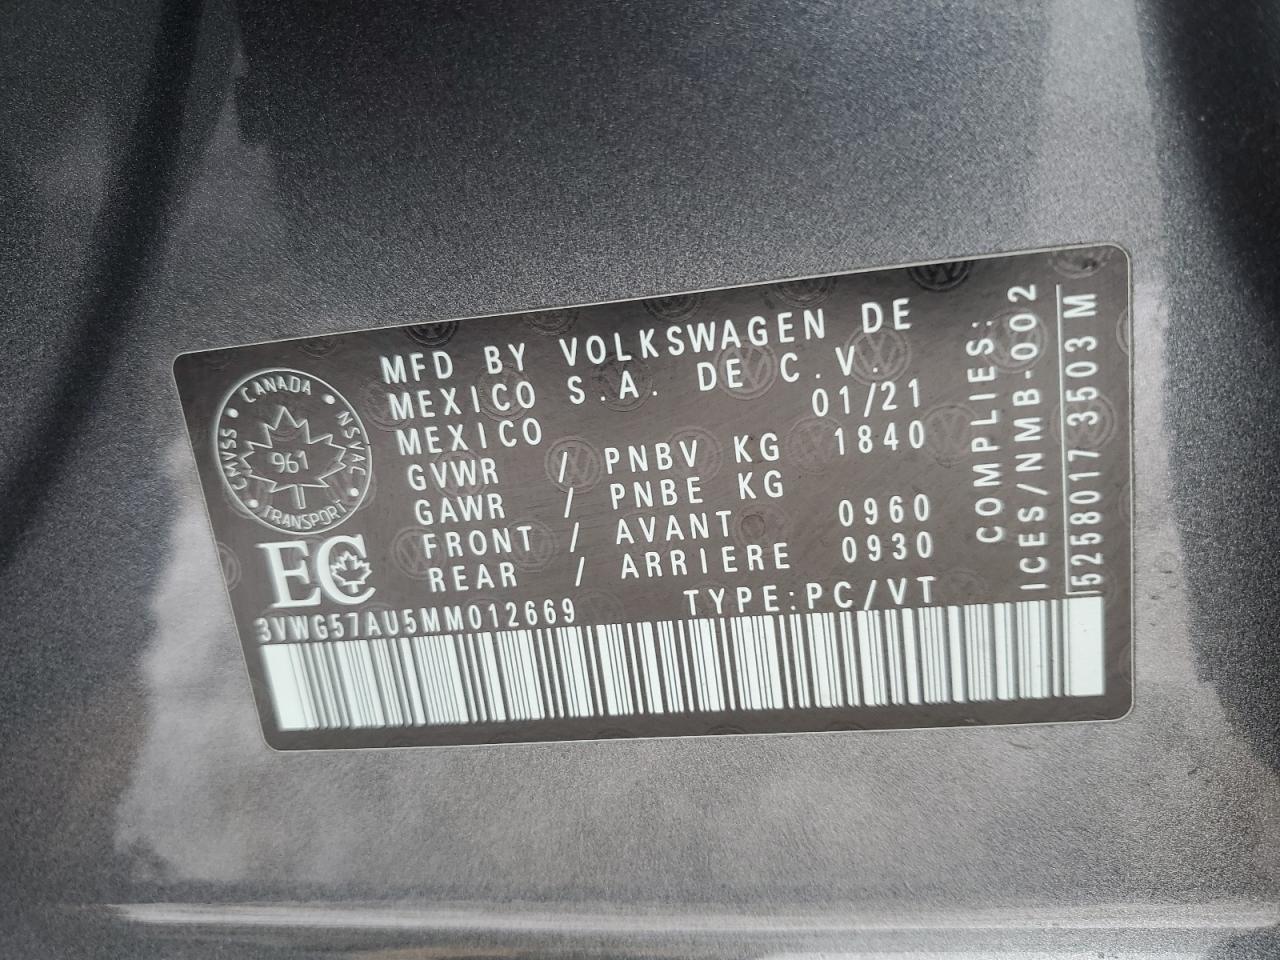 MFD BY VOLKSWAGEN DE
MEXICO S.A. DE C.V.
MEXICO 01/21
GVWR / PNBV KG 1840
GAWR / PNBE KG
FRONT / AVANT 0960
REAR / ARRIERE 0930
3VWG57AU5MM012669 TYPE:PC/VT
CANADA
NSVAC
TRANSPORT
CMVSS
961
EC
COMPLIES:
ICES/NMB-002
5258017 3503 M